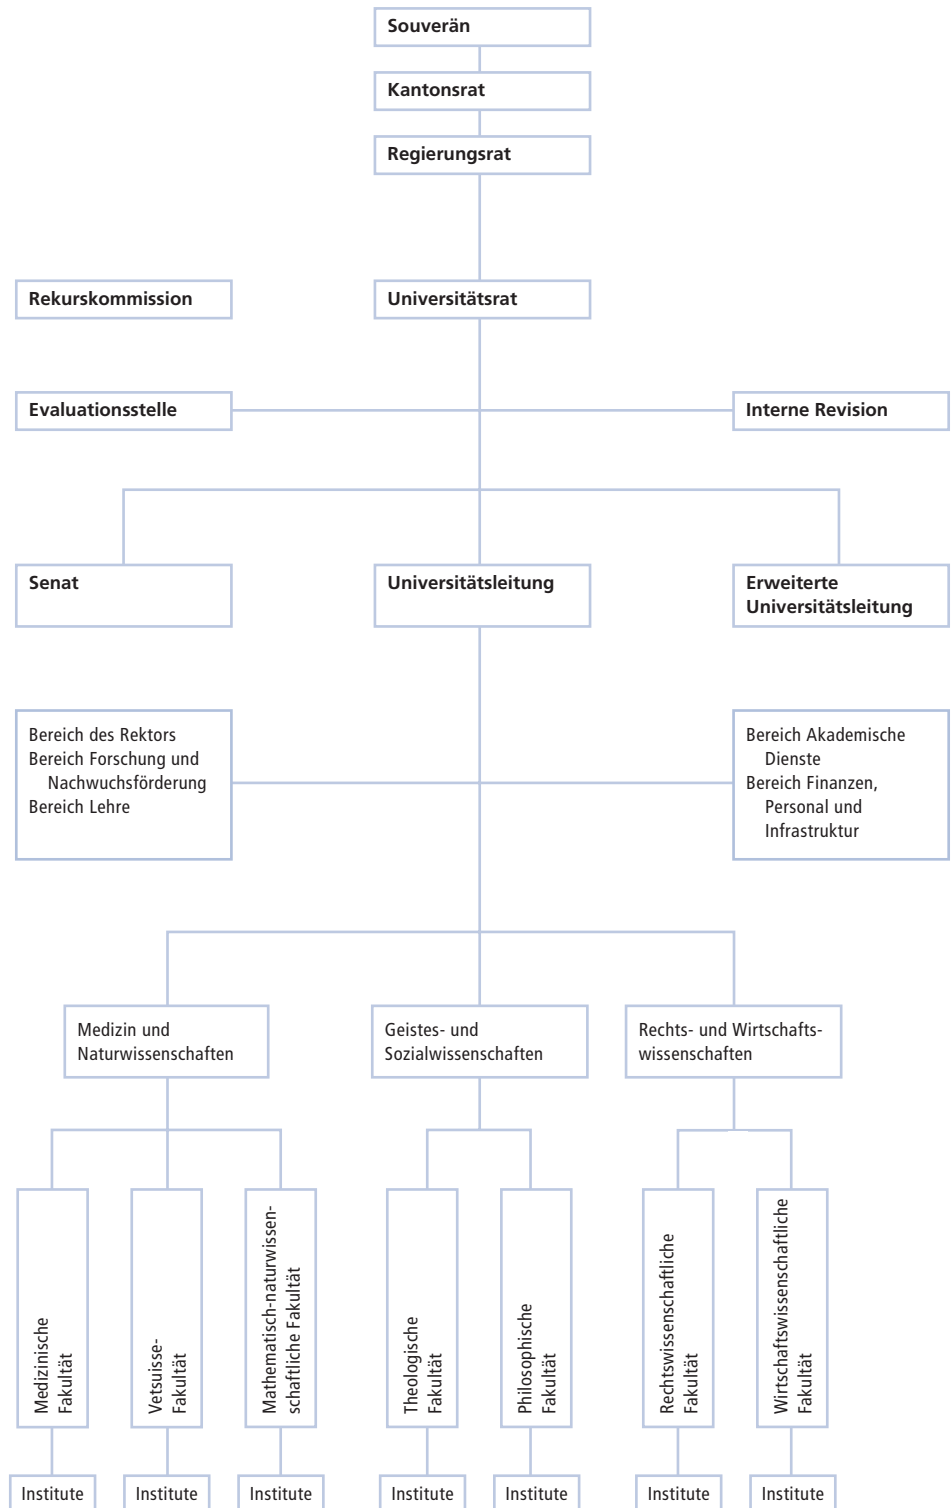 Souverän
Kantonsrat
Regierungsrat
Rekurskommission
Universitätsrat
Evaluationsstelle
Interne Revision
Senat
Universitätsleitung
Erweiterte
Universitätsleitung
Bereich des Rektors
Bereich Forschung und
Nachwuchsförderung
Bereich Lehre
Bereich Akademische
Dienste
Bereich Finanzen,
Personal und
Infrastruktur
Medizin und
Naturwissenschaften
Geistes- und
Sozialwissenschaften
Rechts- und Wirtschafts-
wissenschaften
Medizinische
Fakultät
Vetsuisse-
Fakultät
Mathematisch-naturwissen-
schaftliche Fakultät
Theologische
Fakultät
Philosophische
Fakultät
Rechtswissenschaftliche
Fakultät
Wirtschaftswissenschaftliche
Fakultät
Institute
Institute
Institute
Institute
Institute
Institute
Institute